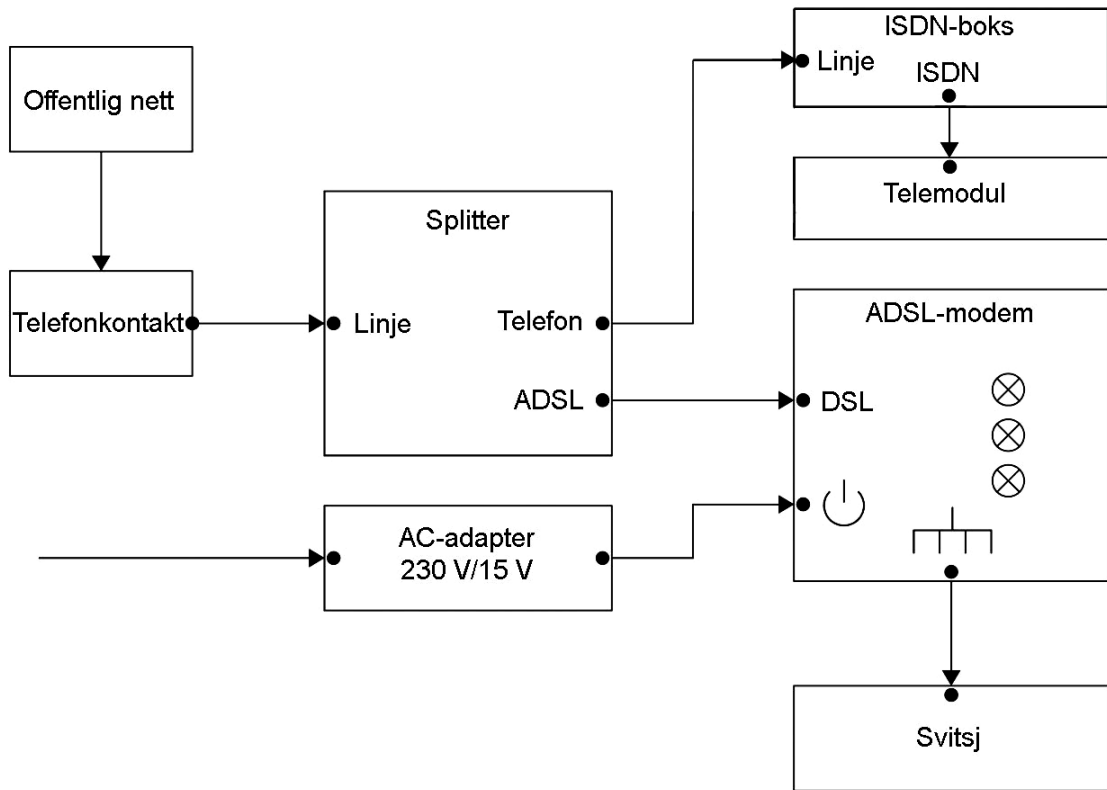 Offentlig nett
Telefonkontakt
Splitter
Linje
Telefon
ADSL
AC-adapter
230 V/15 V
ISDN-boks
Linje
ISDN
Telemodul
ADSL-modem
DSL
Svitsj